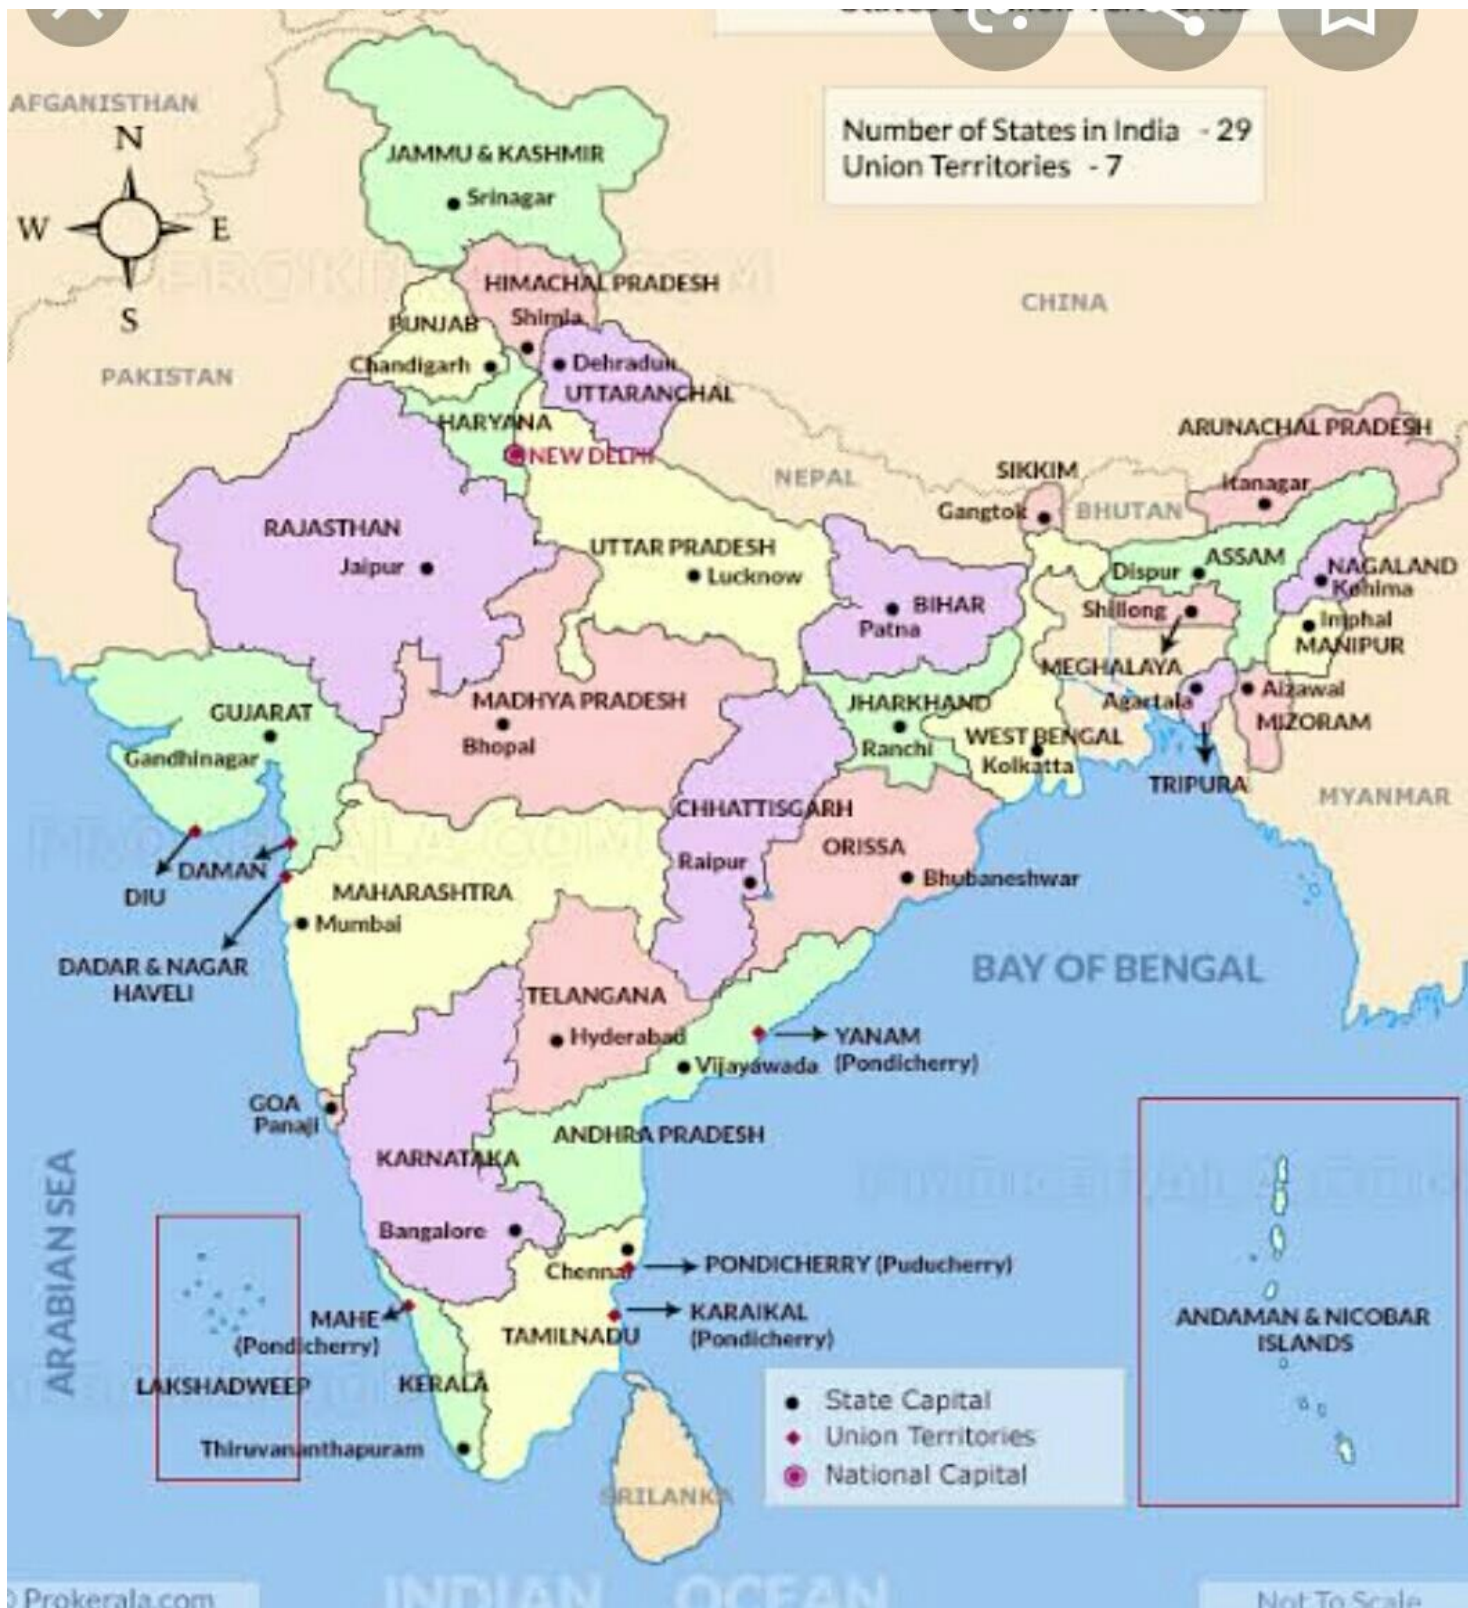 Number of States in India - 29
Union Territories - 7
AFGANISTHAN
N
W
E
S
JAMMU & KASHMIR
Srinagar
HIMACHAL PRADESH
Shimla
CHINA
PUNJAB
Chandigarh
Dehradun
UTTARANCHAL
PAKISTAN
HARYANA
NEW DELHI
ARUNACHAL PRADESH
Itanagar
NEPAL
SIKKIM
Gangtok
BHUTAN
RAJASTHAN
Jaipur
UTTAR PRADESH
Lucknow
ASSAM
Dispur
NAGALAND
Kohima
BIHAR
Patna
Shillong
Imphal
MANIPUR
MEGHALAYA
Agartala
Aizawal
MIZORAM
MADHYA PRADESH
Bhopal
JHARKHAND
Ranchi
GUJARAT
Gandhinagar
WEST BENGAL
Kolkatta
TRIPURA
MYANMAR
CHHATTISGARH
Raipur
ORISSA
Bhubaneshwar
DAMAN
DIU
MAHARASHTRA
Mumbai
DADAR & NAGAR
HAVELI
BAY OF BENGAL
TELANGANA
Hyderabad
YANAM
(Pondicherry)
Vijayawada
GOA
Panaji
ANDHRA PRADESH
KARNATAKA
Bangalore
ARABIAN SEA
Chennai
PONDICHERRY (Puducherry)
MAHE
(Pondicherry)
KARAIKAL
(Pondicherry)
TAMILNADU
ANDAMAN & NICOBAR
ISLANDS
LAKSHADWEEP
KERALA
Thiruvananthapuram
State Capital
Union Territories
National Capital
SRILANKA
INDIAN OCEAN
Prokerala.com
Not To Scale